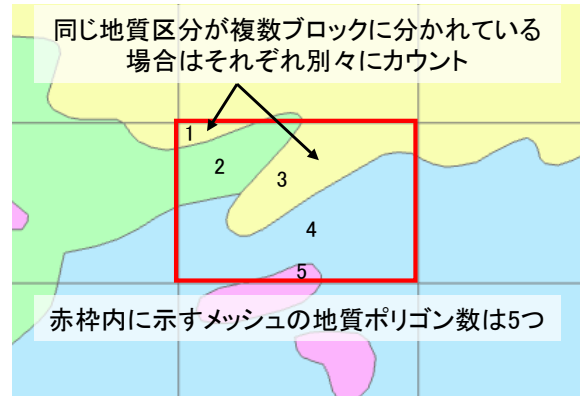 同じ地質区分が複数ブロックに分かれている
場合はそれぞれ別々にカウント
1
2
3
4
5
赤枠内に示すメッシュの地質ポリゴン数は5つ